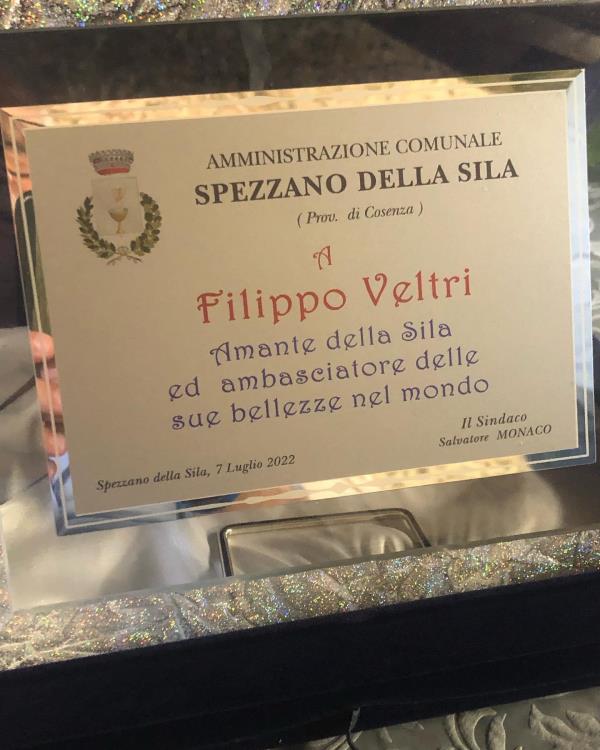 AMMINISTRAZIONE COMUNALE
SPEZZANO DELLA SILA
( Prov. di Cosenza )
A
Filippo Veltri
Amante della Sila
ed ambasciatore delle
sue bellezze nel mondo
Il Sindaco
Salvatore MONACO
Spezzano della Sila, 7 Luglio 2022